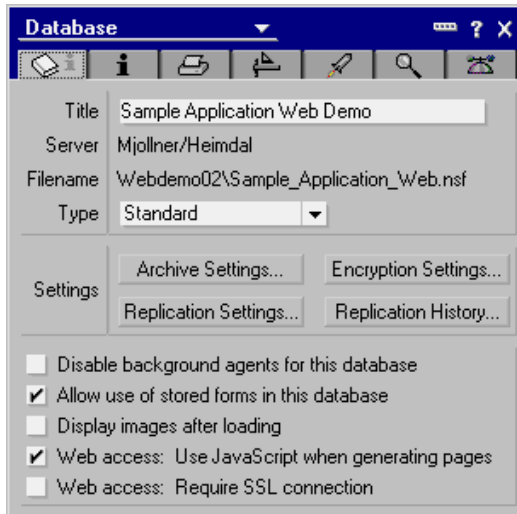 Database
? X
i i
Title Sample Application Web Demo
Server Mjollner/Heimdal
Filename Webdemo02\Sample_Application_Web.nsf
Type Standard
Settings
Archive Settings... Encryption Settings...
Replication Settings... Replication History...
Disable background agents for this database
Allow use of stored forms in this database
Display images after loading
Web access: Use JavaScript when generating pages
Web access: Require SSL connection